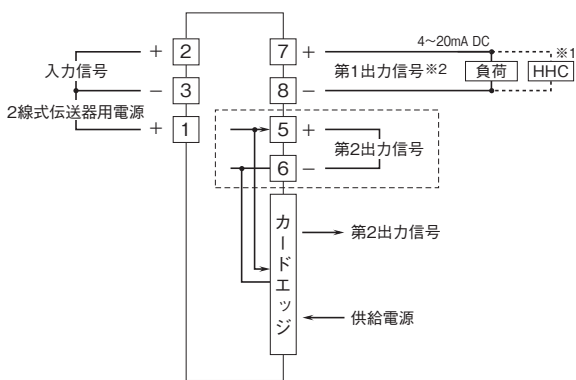 4～20mA DC
＋ 2
7 ＋
※1
入力信号
第1出力信号※2
負荷
HHC
－ 3
8 －
2線式伝送器用電源
＋ 1
5 ＋
第2出力信号
6 －
カードエッジ
第2出力信号
供給電源